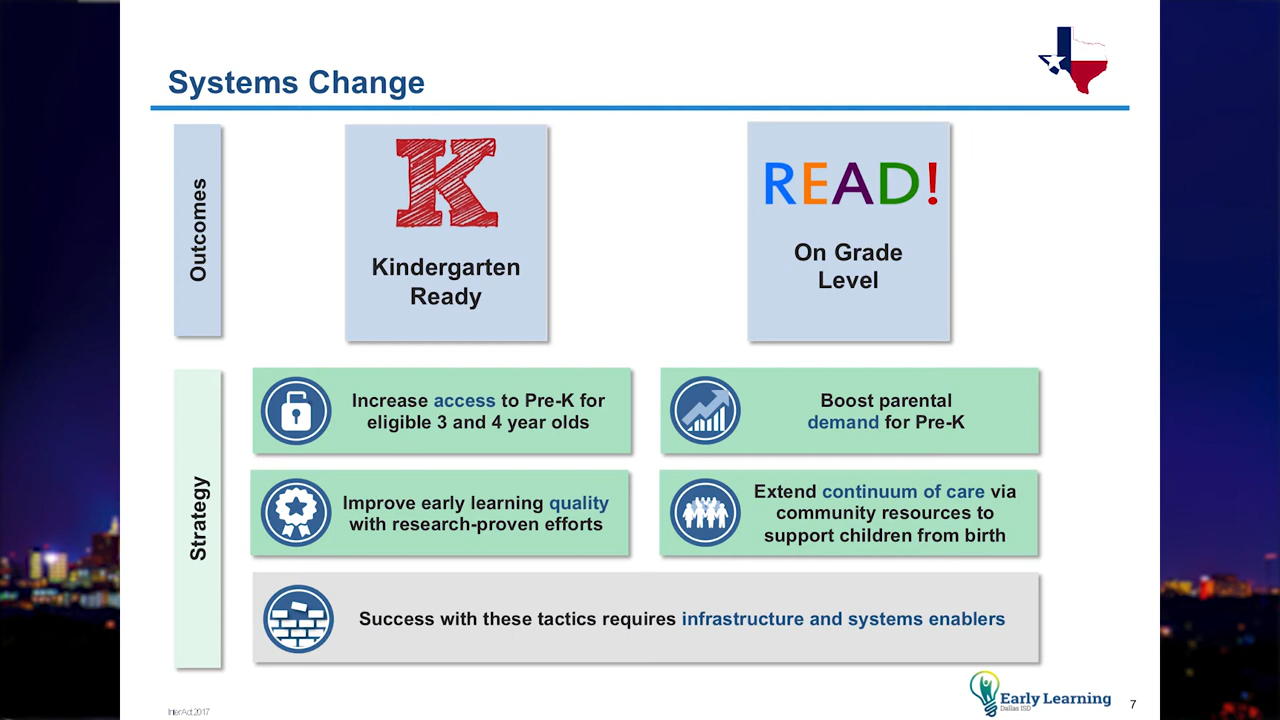 Systems Change
Outcomes
K
Kindergarten
Ready
READ!
On Grade
Level
Strategy
Increase access to Pre-K for
eligible 3 and 4 year olds
Boost parental
demand for Pre-K
Improve early learning quality
with research-proven efforts
Extend continuum of care via
community resources to
support children from birth
Success with these tactics requires infrastructure and systems enablers
InterAct 2017
Early Learning
Dallas ISD
7